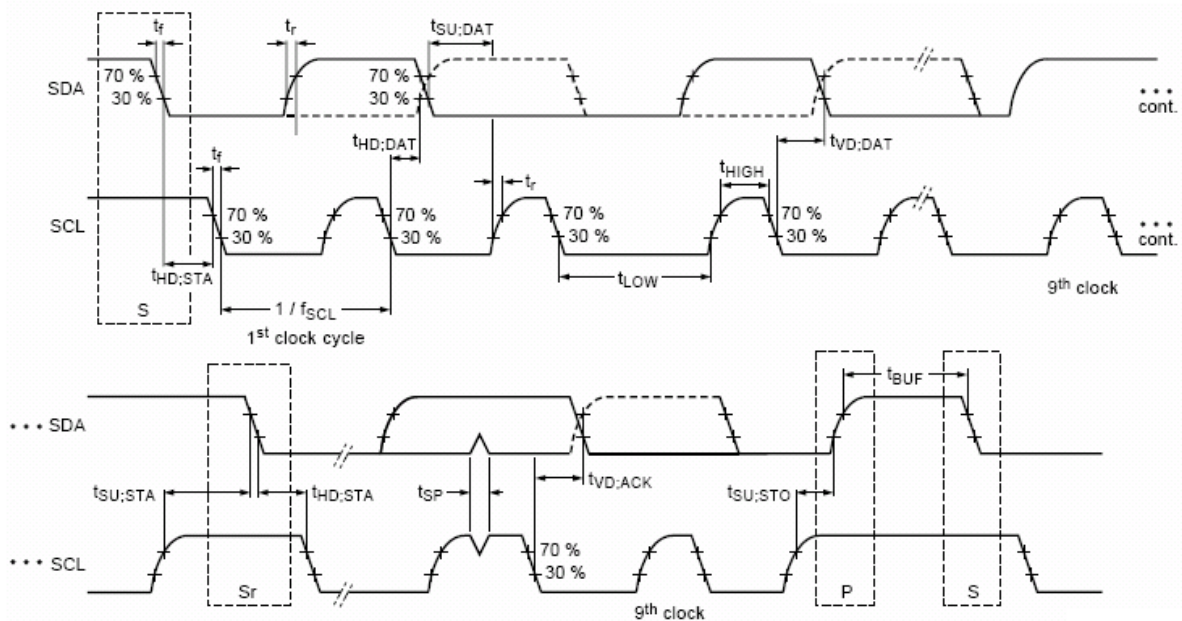 tf
tr
tSU;DAT
SDA
70 %
30 %
70 %
30 %
• • •
cont.
tf
tHD;DAT
tr
tHIGH
tVD;DAT
SCL
70 %
30 %
70 %
30 %
70 %
30 %
• • •
cont.
tHD;STA
tLOW
9th clock
S
1 / fSCL
1st clock cycle
tBUF
• • • SDA
tSU;STA
tHD;STA
tSP
tVD;ACK
tSU;STO
• • • SCL
70 %
30 %
Sr
P
S
9th clock